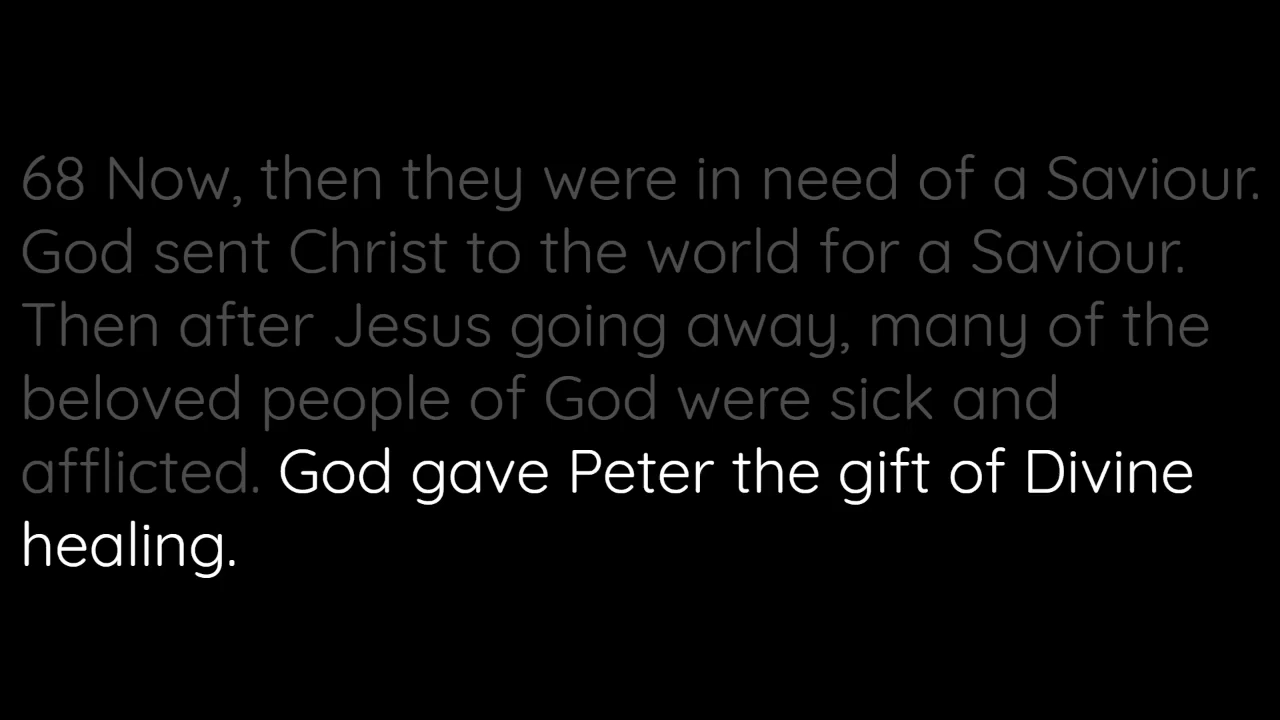 68 Now, then they were in need of a Saviour.
God sent Christ to the world for a Saviour.
Then after Jesus going away, many of the
beloved people of God were sick and
afflicted. God gave Peter the gift of Divine
healing.